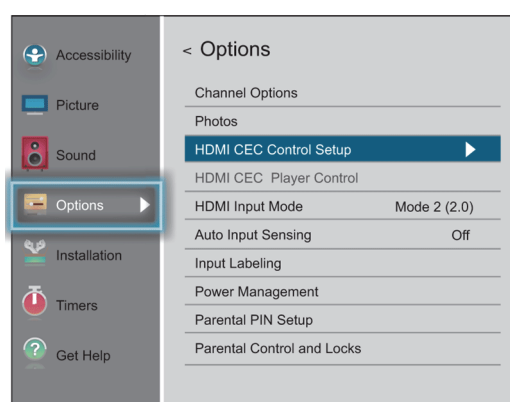 Accessibility
Picture
Sound
Options
Installation
Timers
Get Help
< Options
Channel Options
Photos
HDMI CEC Control Setup
HDMI CEC Player Control
HDMI Input Mode Mode 2 (2.0)
Auto Input Sensing Off
Input Labeling
Power Management
Parental PIN Setup
Parental Control and Locks